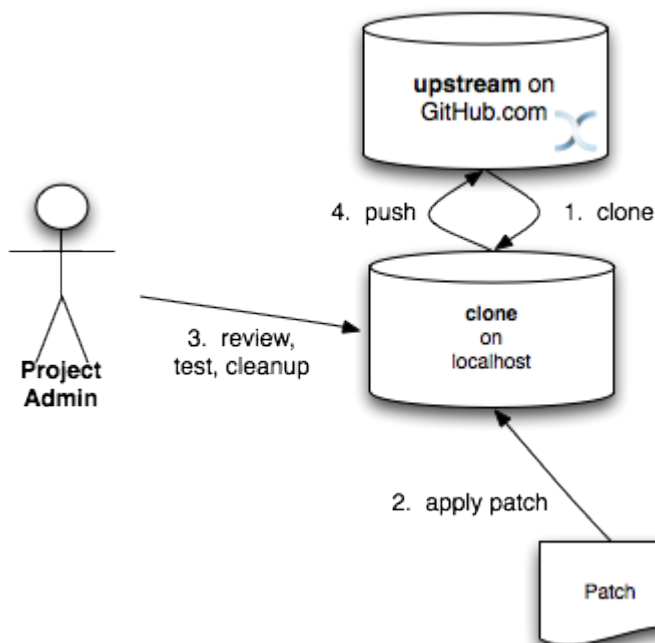 upstream on
GitHub.com
4. push
1. clone
clone
on
localhost
3. review,
test, cleanup
Project
Admin
2. apply patch
Patch